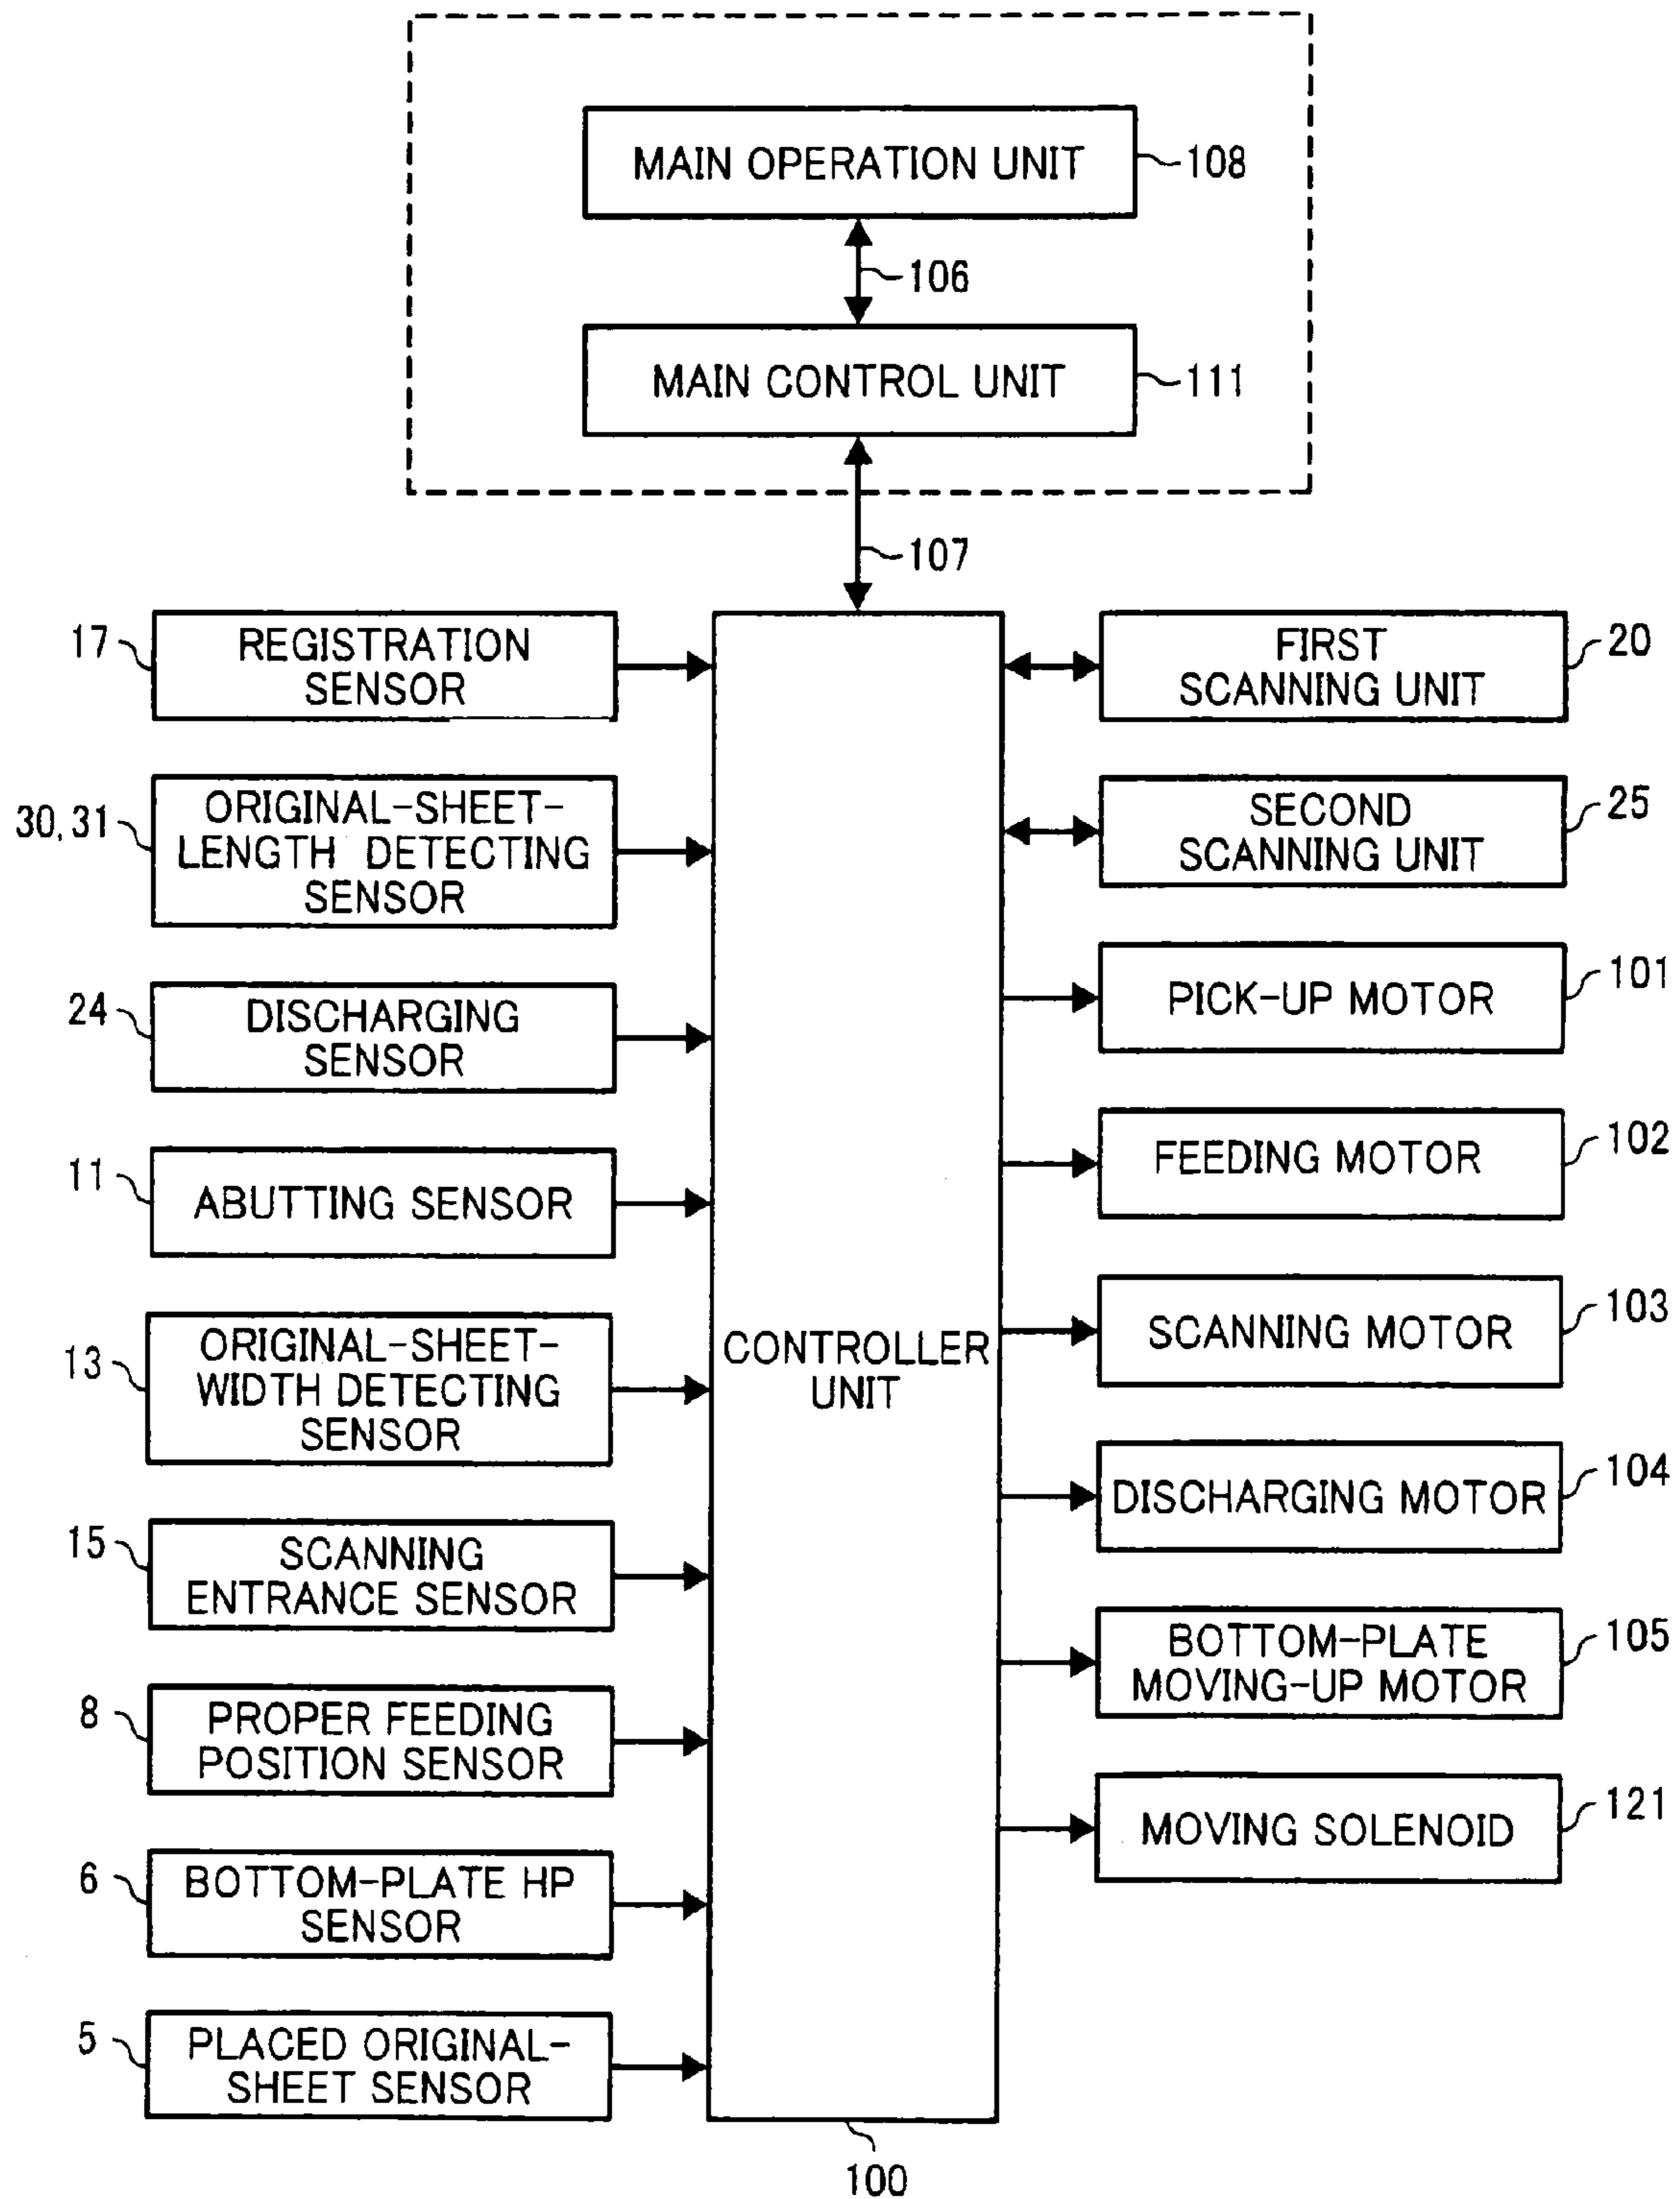 MAIN OPERATION UNIT
108
106
MAIN CONTROL UNIT
111
107
17
REGISTRATION
SENSOR
30, 31
ORIGINAL-SHEET-
LENGTH DETECTING
SENSOR
24
DISCHARGING
SENSOR
11
ABUTTING SENSOR
13
ORIGINAL-SHEET-
WIDTH DETECTING
SENSOR
15
SCANNING
ENTRANCE SENSOR
8
PROPER FEEDING
POSITION SENSOR
6
BOTTOM-PLATE HP
SENSOR
5
PLACED ORIGINAL-
SHEET SENSOR
CONTROLLER
UNIT
100
FIRST
SCANNING UNIT
20
SECOND
SCANNING UNIT
25
PICK-UP MOTOR
101
FEEDING MOTOR
102
SCANNING MOTOR
103
DISCHARGING MOTOR
104
BOTTOM-PLATE
MOVING-UP MOTOR
105
MOVING SOLENOID
121